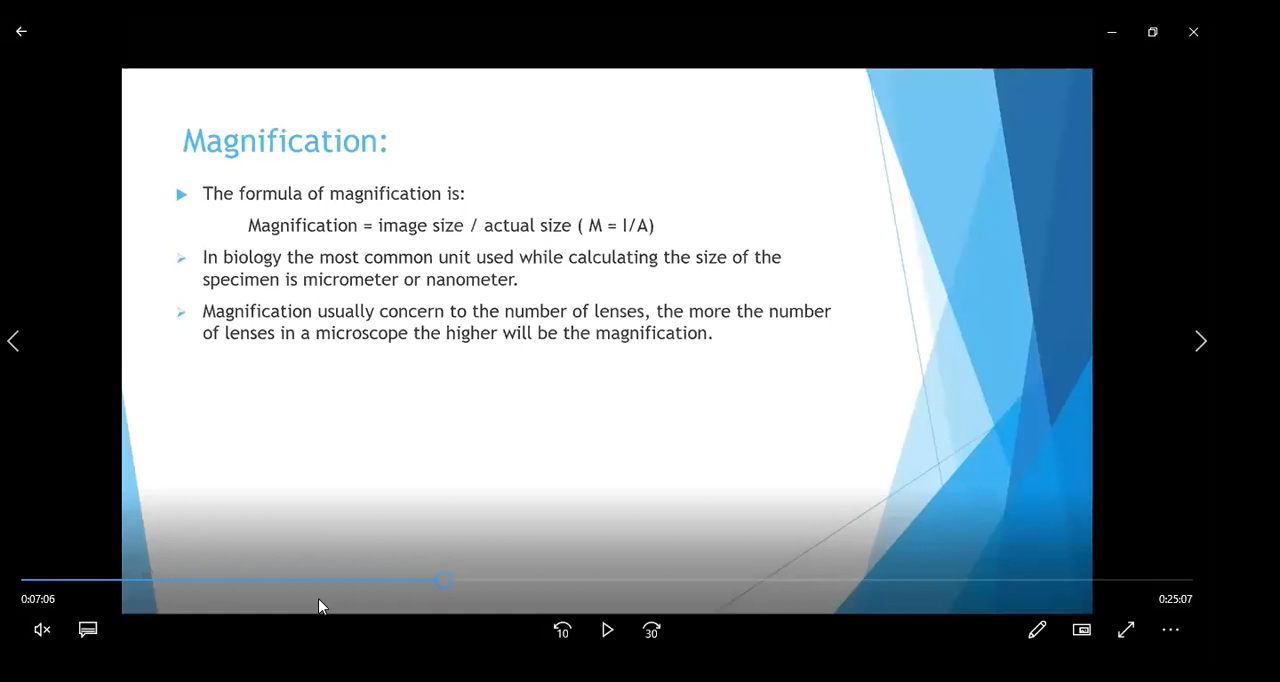 Magnification:
The formula of magnification is:
Magnification = image size / actual size ( M = I/A)
In biology the most common unit used while calculating the size of the
specimen is micrometer or nanometer.
Magnification usually concern to the number of lenses, the more the number
of lenses in a microscope the higher will be the magnification.
0:07:06
0:25:07
10
30